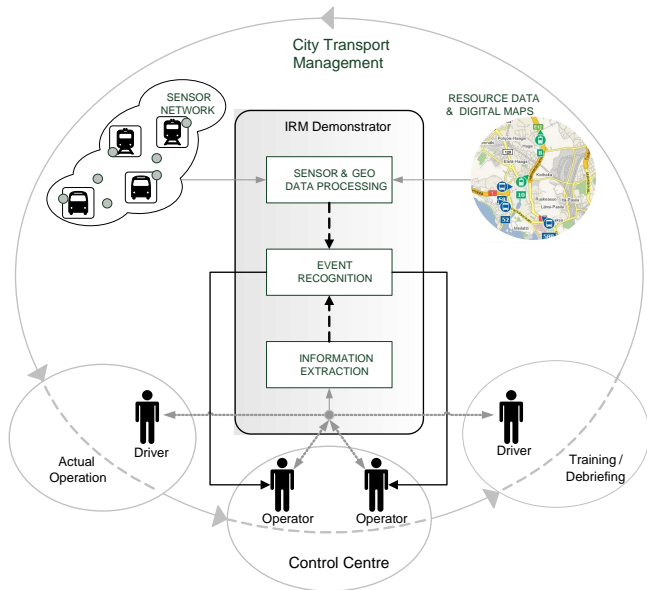 City Transport
Management
SENSOR
NETWORK
RESOURCE DATA
& DIGITAL MAPS
IRM Demonstrator
SENSOR & GEO
DATA PROCESSING
EVENT
RECOGNITION
INFORMATION
EXTRACTION
Driver
Actual
Operation
Driver
Training /
Debriefing
Operator
Operator
Control Centre